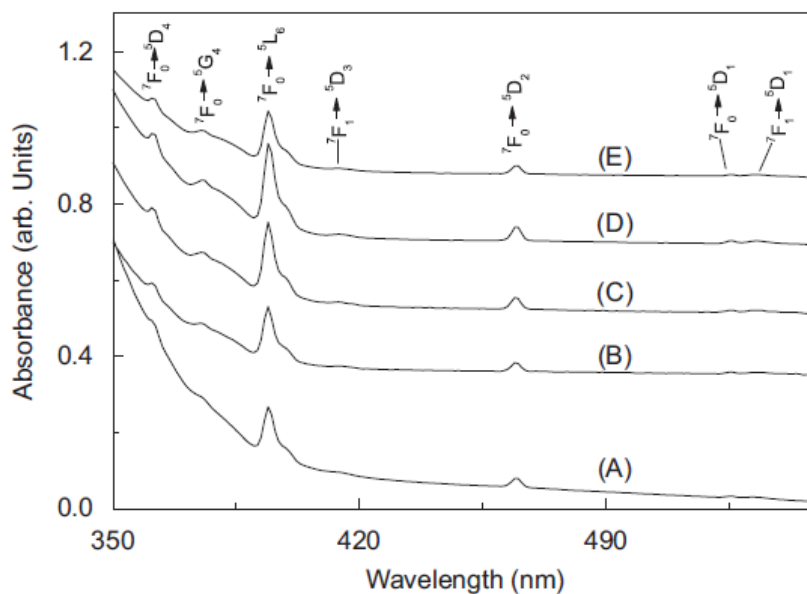 Absorbance (arb. Units)
1.2
0.8
0.4
0.0
⁷F₀→⁵D₄
⁷F₀→⁵G₄
⁷F₀→⁵L₆
⁷F₁→⁵D₃
⁷F₀→⁵D₂
⁷F₀→⁵D₁
⁷F₁→⁵D₁
(E)
(D)
(C)
(B)
(A)
350
420
490
Wavelength (nm)